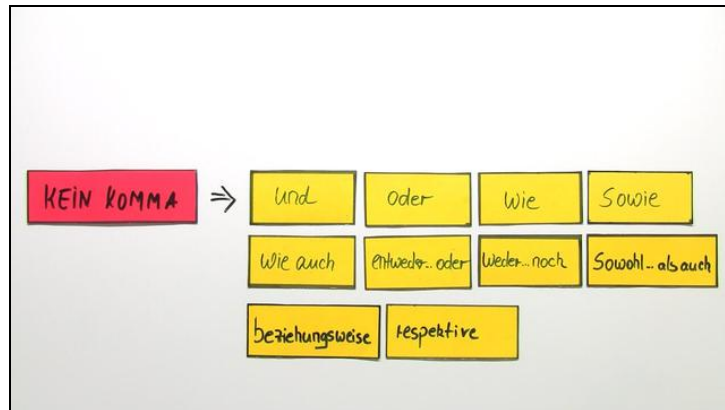 KEIN KOMMA ⇒ und oder wie sowie
wie auch entweder...oder weder...noch sowohl...als auch
beziehungsweise respektive